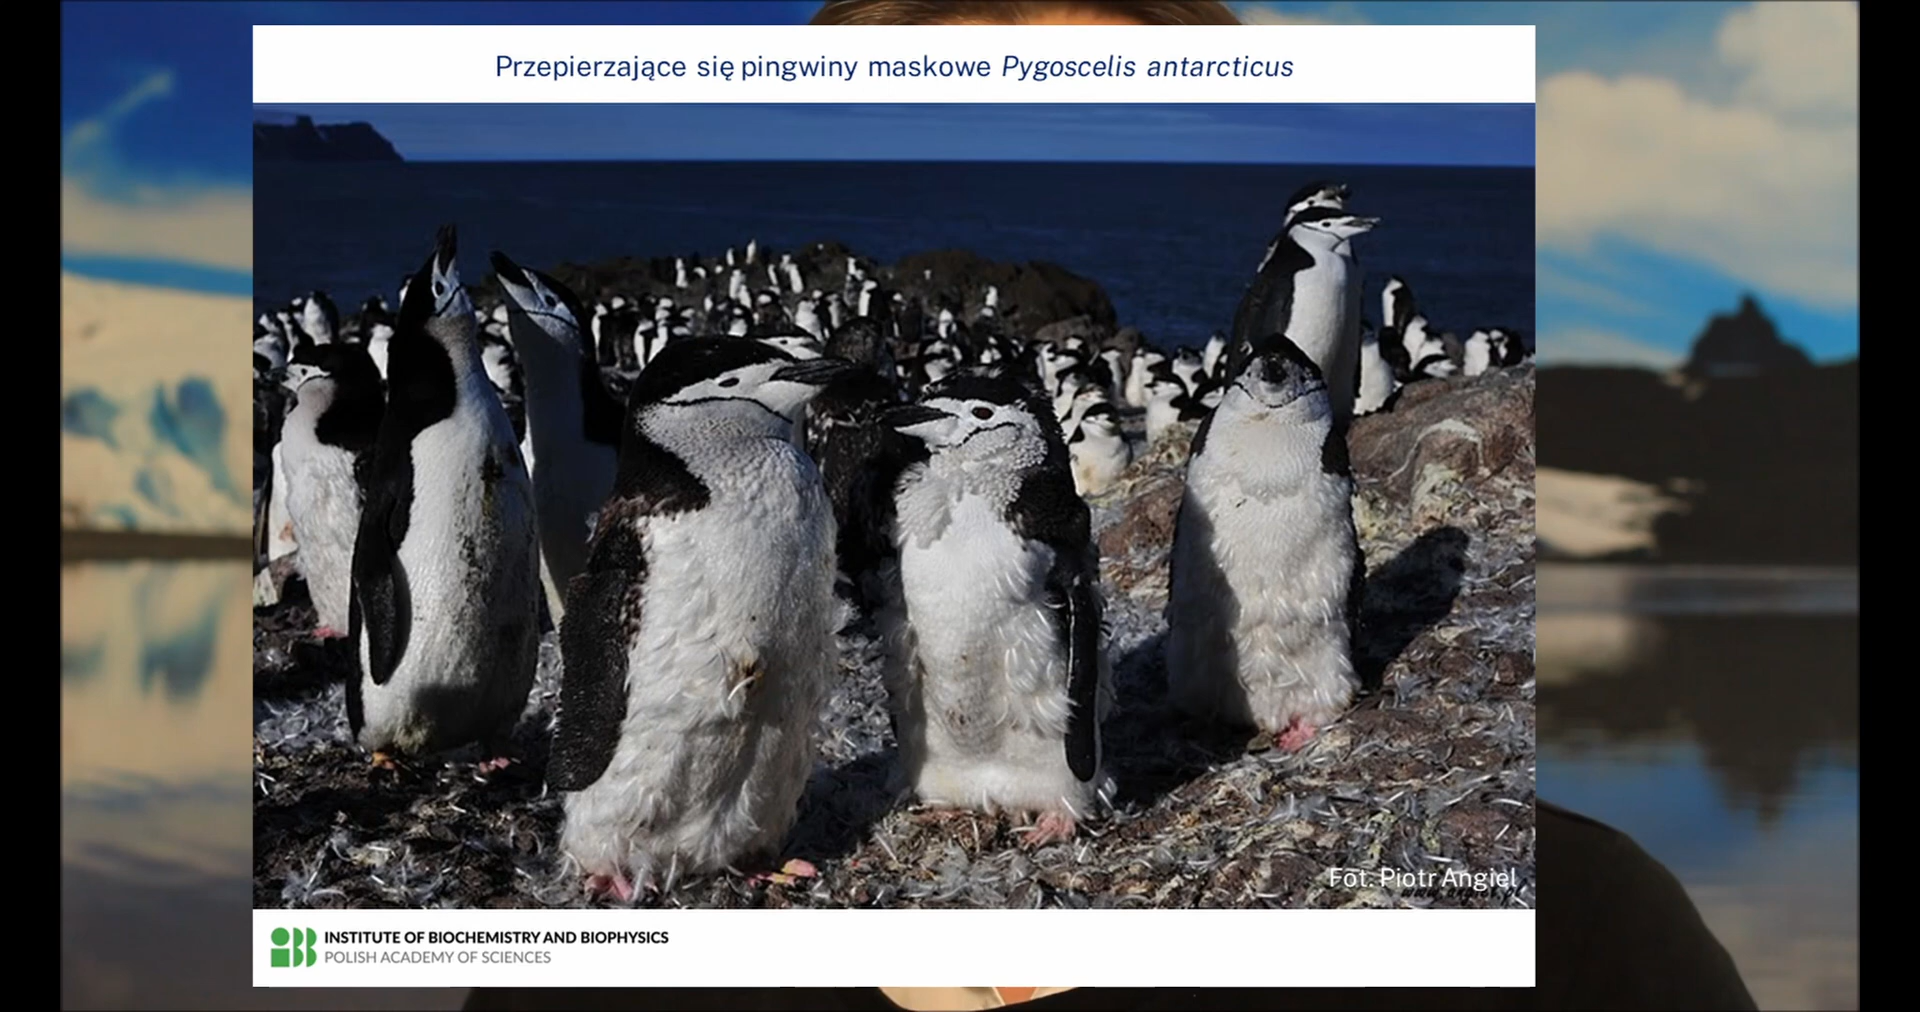 Przepierzające się pingwiny maskowe Pygoscelis antarcticus
Fot. Piotr Angiel
INSTITUTE OF BIOCHEMISTRY AND BIOPHYSICS
POLISH ACADEMY OF SCIENCES